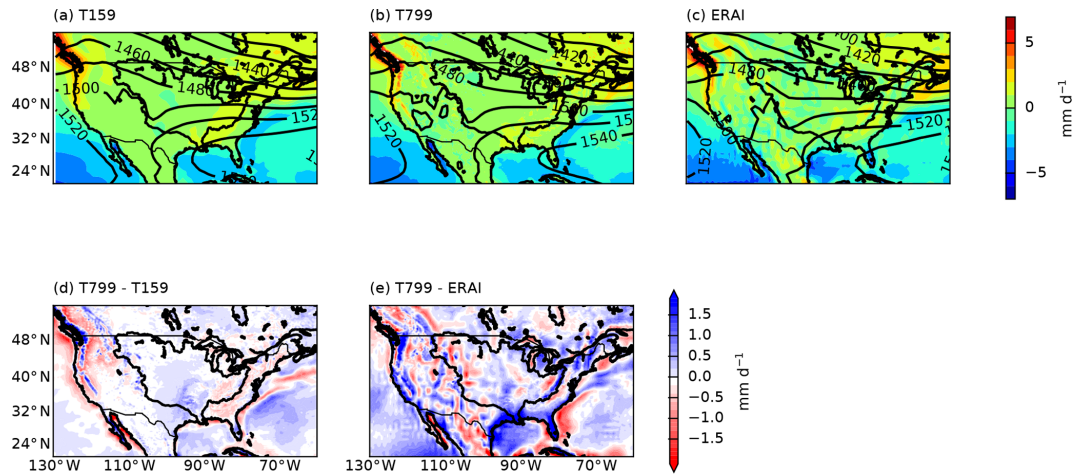 (a) T159
(b) T799
(c) ERAI
48°N
40°N
32°N
24°N
1460
1440
1500
1480
1520
1480
1420
1520
1540
1480
1420
1500
1520
1520
5
0
−5
mm d⁻¹
(d) T799 - T159
(e) T799 - ERAI
48°N
40°N
32°N
24°N
130°W
110°W
90°W
70°W
130°W
110°W
90°W
70°W
1.5
1.0
0.5
0.0
−0.5
−1.0
−1.5
mm d⁻¹